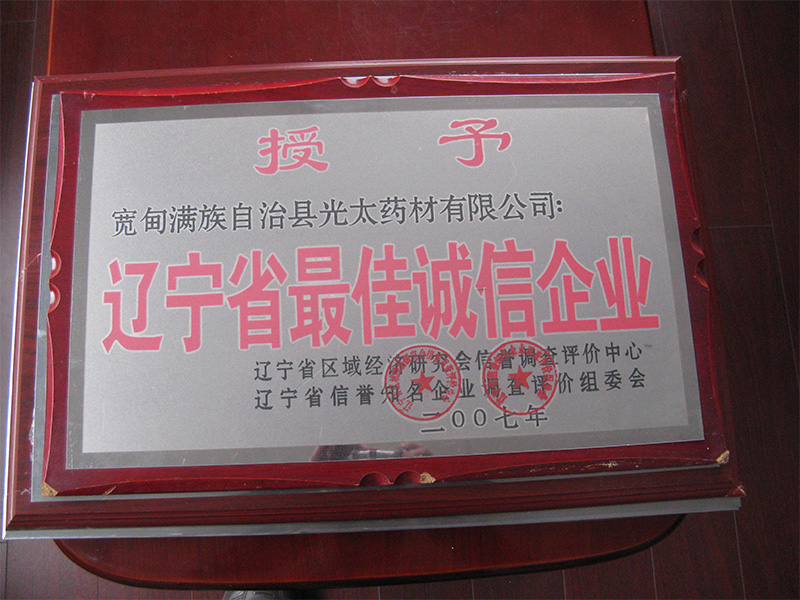 授 予
宽甸满族自治县光太药材有限公司:
辽宁省最佳诚信企业
辽宁省区域经济研究会信誉调查评价中心
辽宁省信誉知名企业调查评价组委会
二00七年